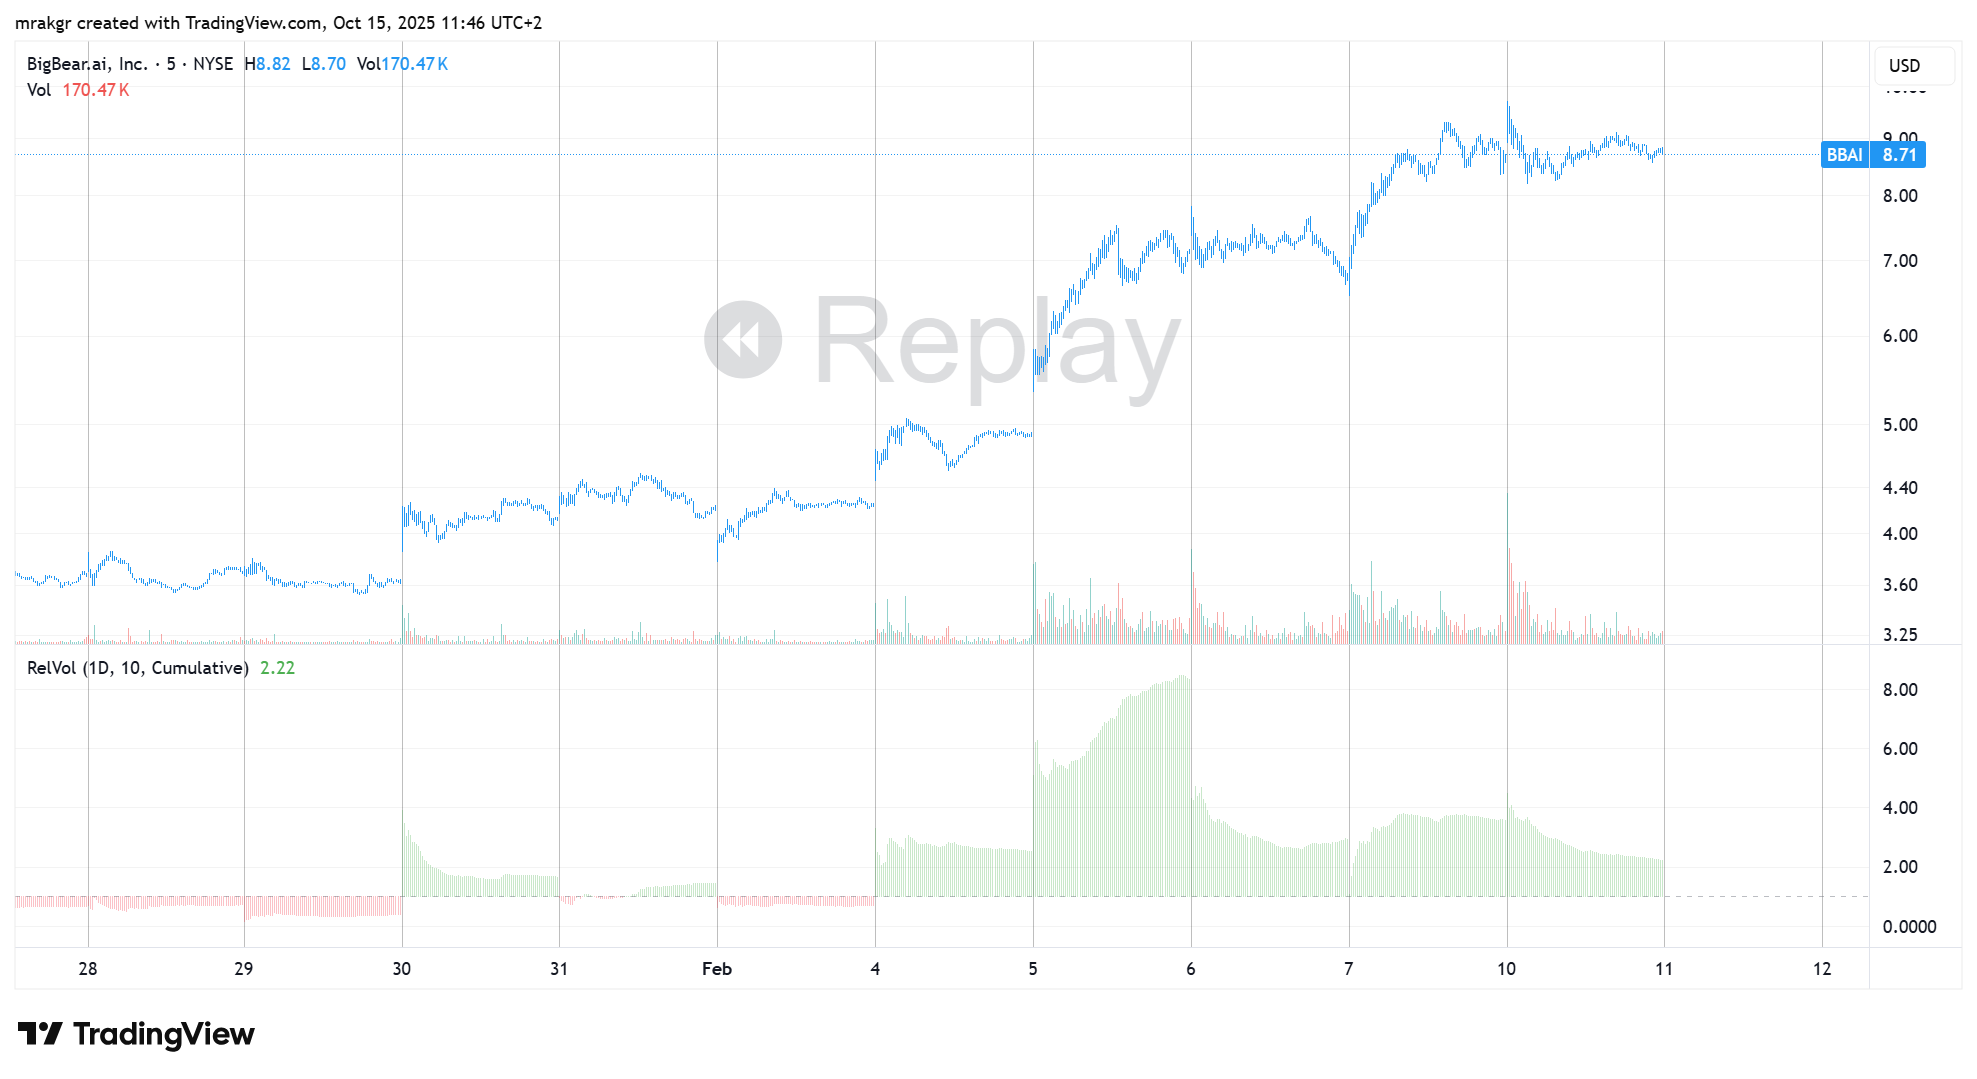 mrakgr created with TradingView.com, Oct 15, 2025 11:46 UTC+2
BigBear.ai, Inc. · 5 · NYSE H8.82 L8.70 Vol170.47 K
Vol 170.47 K
USD
9.00
BBAI 8.71
8.00
7.00
Replay
6.00
5.00
4.40
4.00
3.60
3.25
RelVol (1D, 10, Cumulative) 2.22
8.00
6.00
4.00
2.00
0.0000
28 29 30 31 Feb 4 5 6 7 10 11 12
TradingView